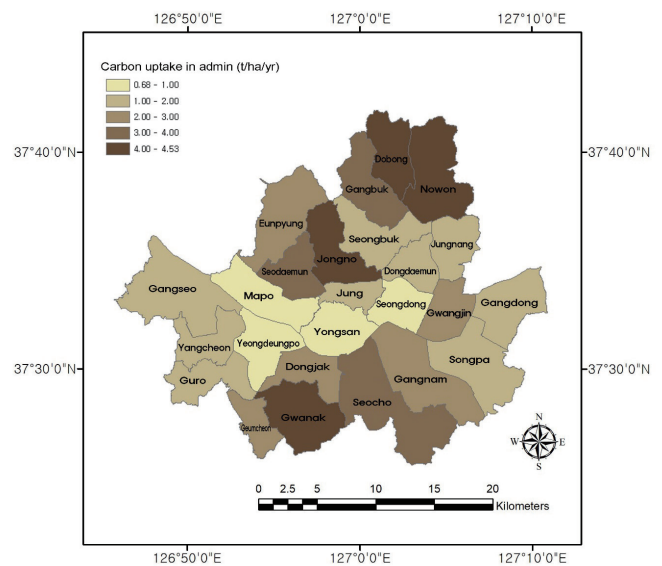 126°50'0"E 127°0'0"E 127°10'0"E
Carbon uptake in admin (t/ha/yr)
0.68 - 1.00
1.00 - 2.00
2.00 - 3.00
3.00 - 4.00
4.00 - 4.53
37°40'0"N 37°40'0"N
Dobong
Gangbuk Nowon
Eunpyung
Seongbuk Jungnang
Jongno
Seodaemun Dongdaemun
Gangseo Mapo Jung Seongdong Gangdong
Gwangjin
Yongsan
Yangcheon Yeongdeungpo
Songpa
37°30'0"N 37°30'0"N
Guro Dongjak Gangnam
Seocho
Gwanak
Geumcheon
N
W E
S
0 2.5 5 10 15 20
Kilometers
126°50'0"E 127°0'0"E 127°10'0"E